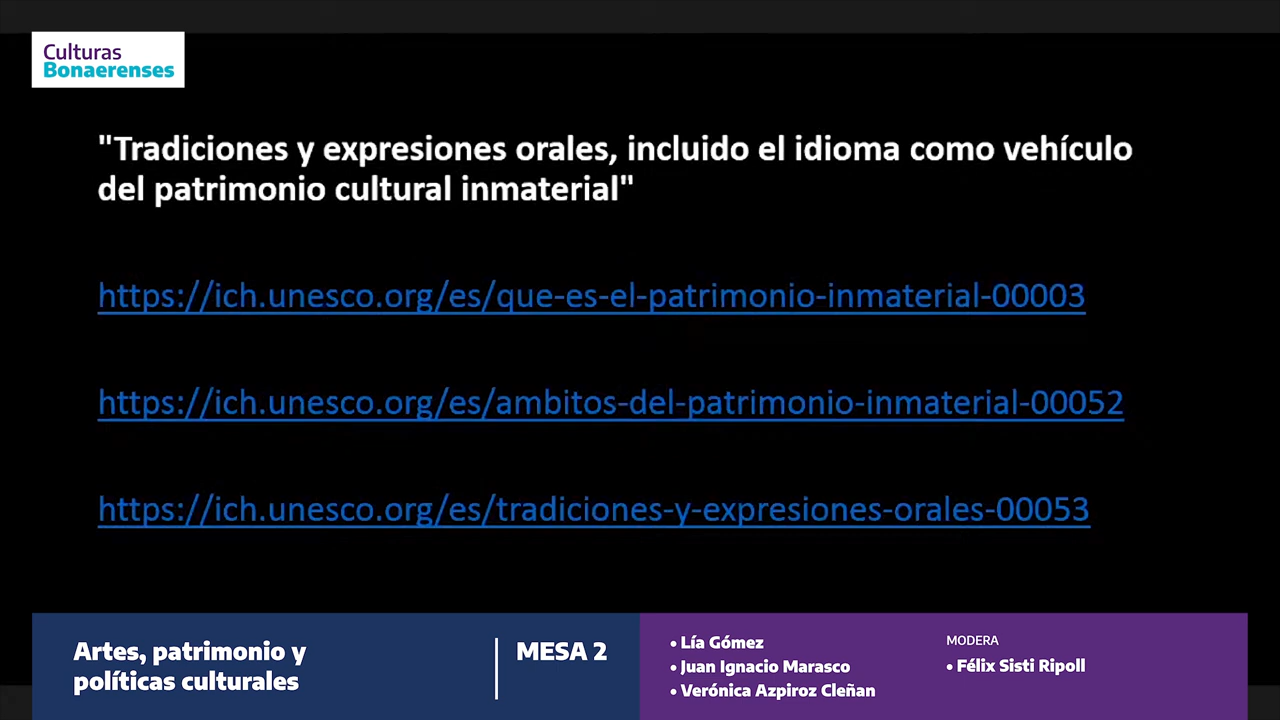 Culturas
Bonaerenses
"Tradiciones y expresiones orales, incluido el idioma como vehículo
del patrimonio cultural inmaterial"
https://ich.unesco.org/es/que-es-el-patrimonio-inmaterial-00003
https://ich.unesco.org/es/ambitos-del-patrimonio-inmaterial-00052
https://ich.unesco.org/es/tradiciones-y-expresiones-orales-00053
Artes, patrimonio y
políticas culturales
MESA 2
• Lía Gómez
• Juan Ignacio Marasco
• Verónica Azpiroz Cleñan
MODERA
• Félix Sisti Ripoll